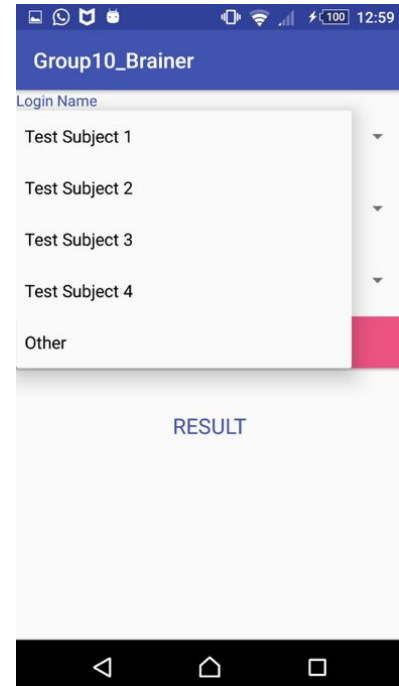 100 12:59
Group10_Brainer
Login Name
Test Subject 1
Test Subject 2
Test Subject 3
Test Subject 4
Other
RESULT